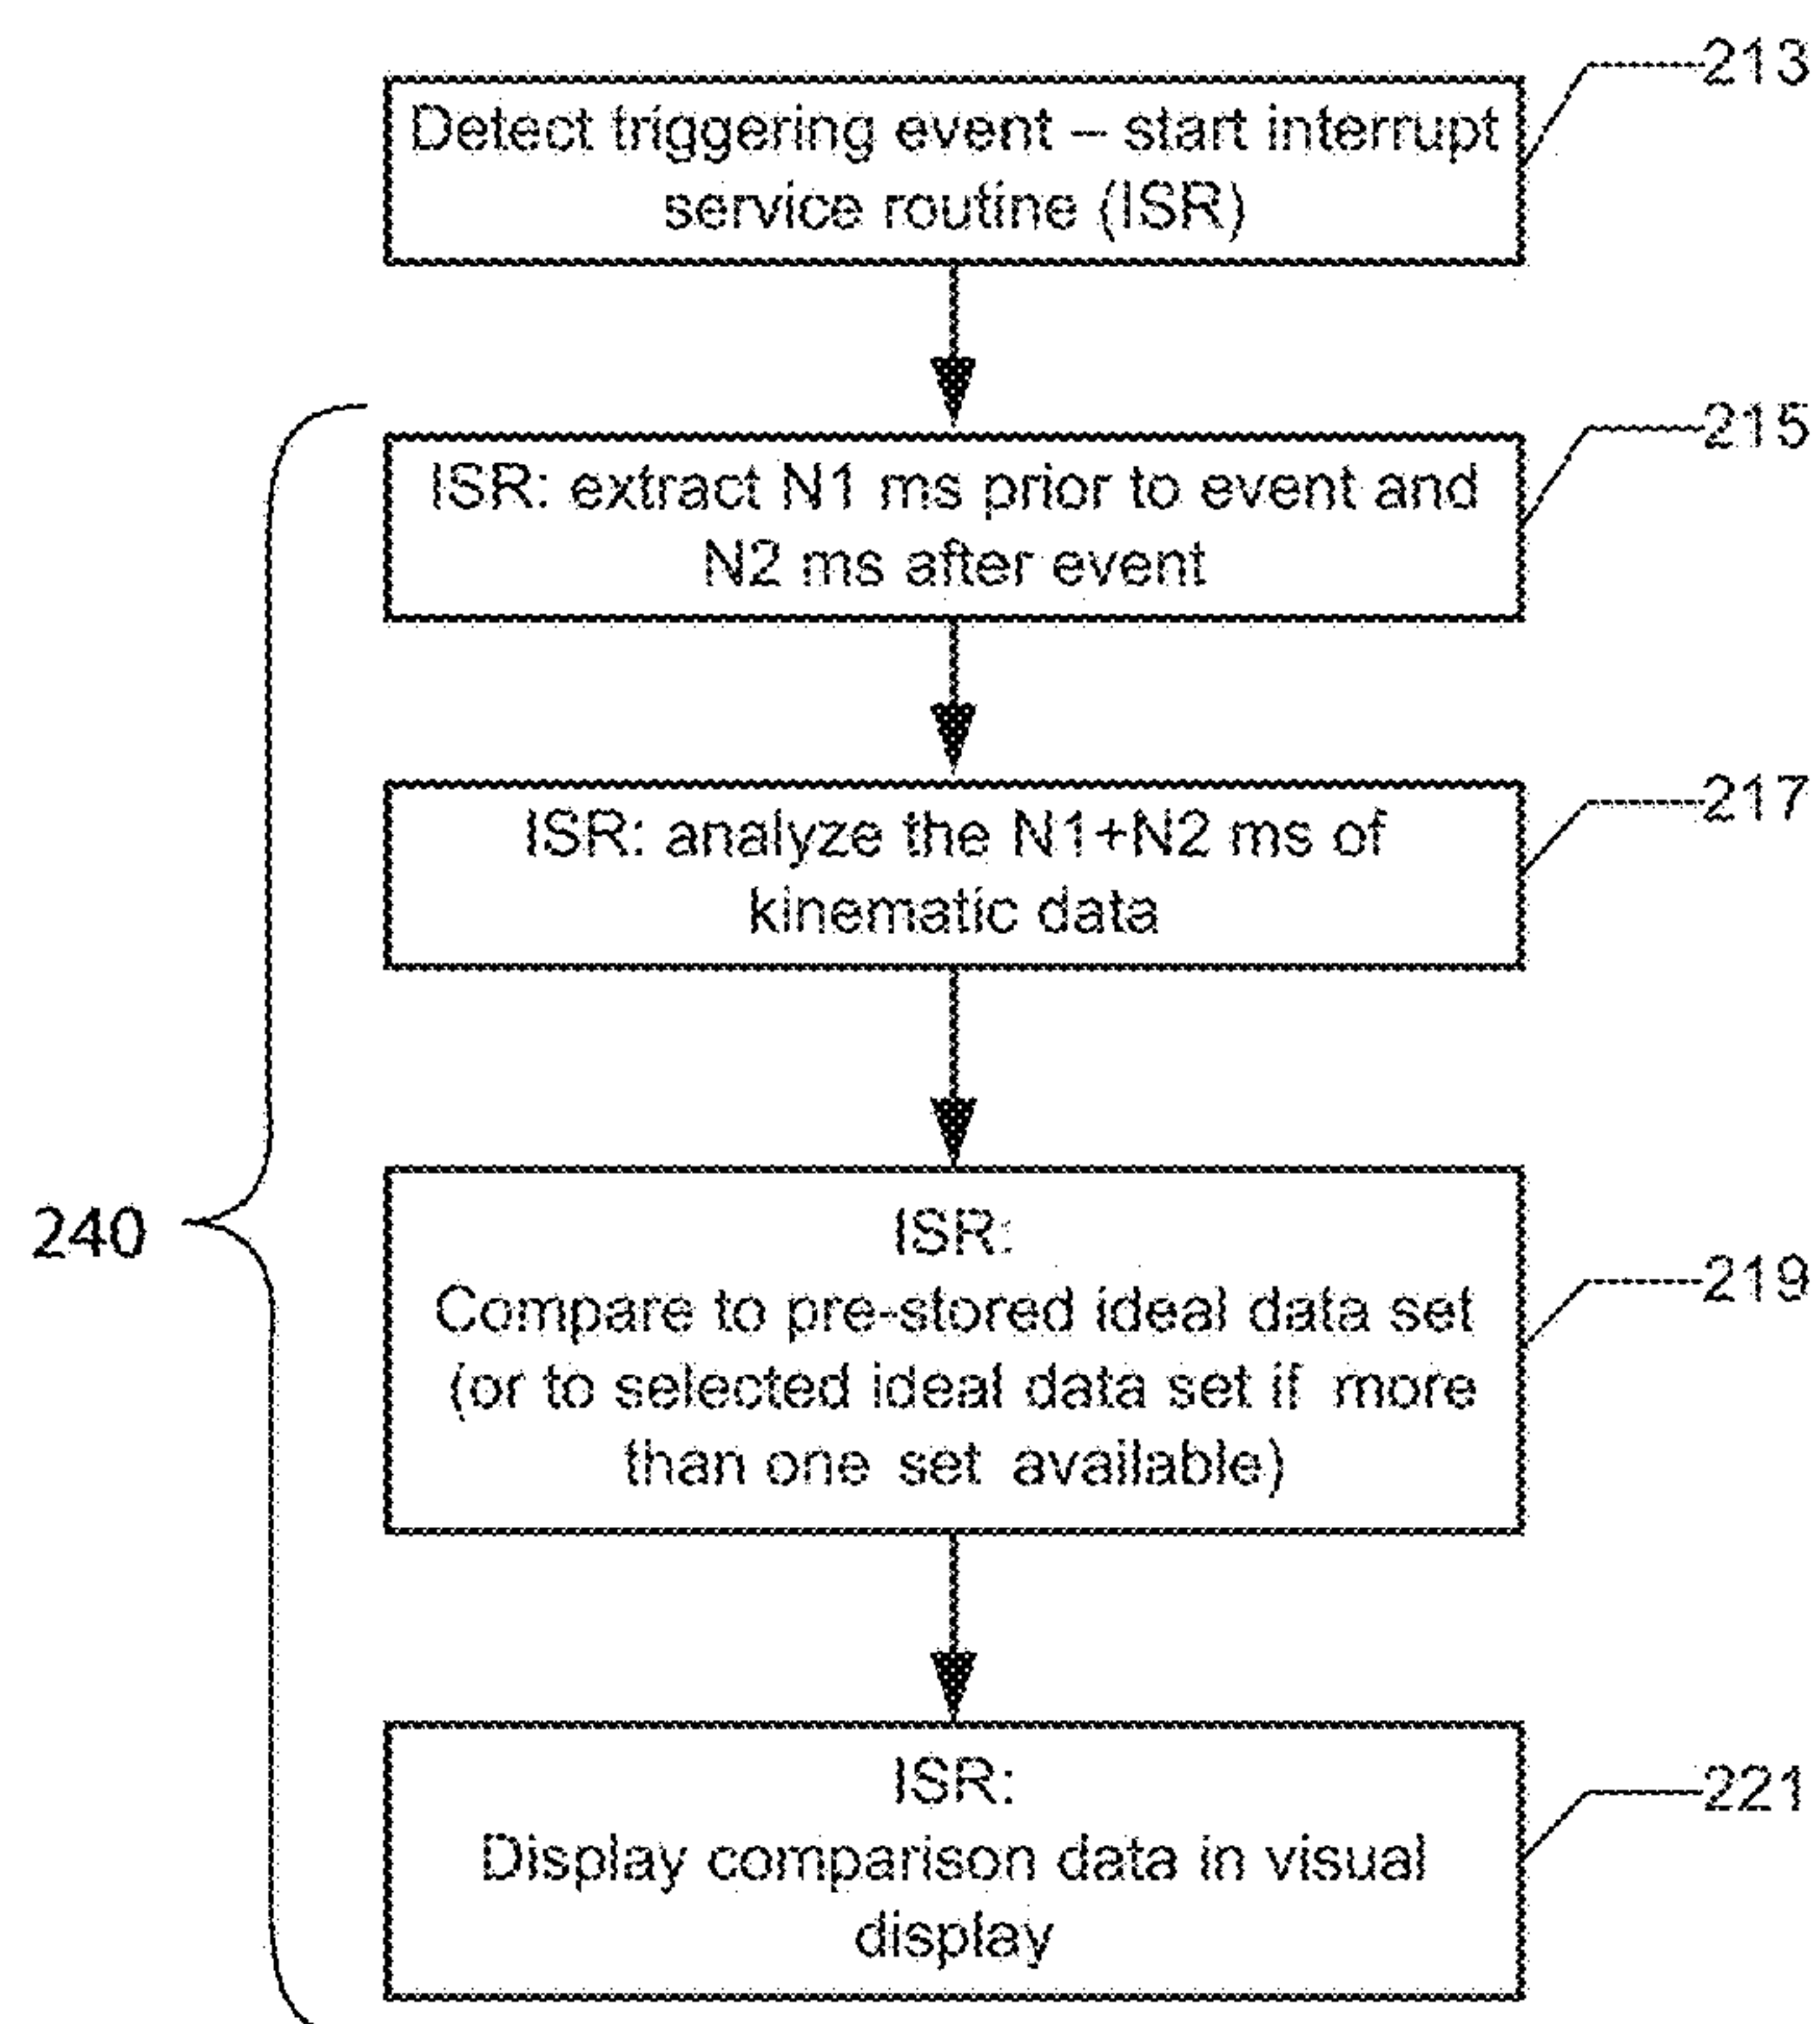 213
Detect triggering event – start interrupt
service routine (ISR)
215
ISR: extract N1 ms prior to event and
N2 ms after event
217
ISR: analyze the N1+N2 ms of
kinematic data
240
219
ISR:
Compare to pre-stored ideal data set
(or to selected ideal data set if more
than one set available)
221
ISR:
Display comparison data in visual
display